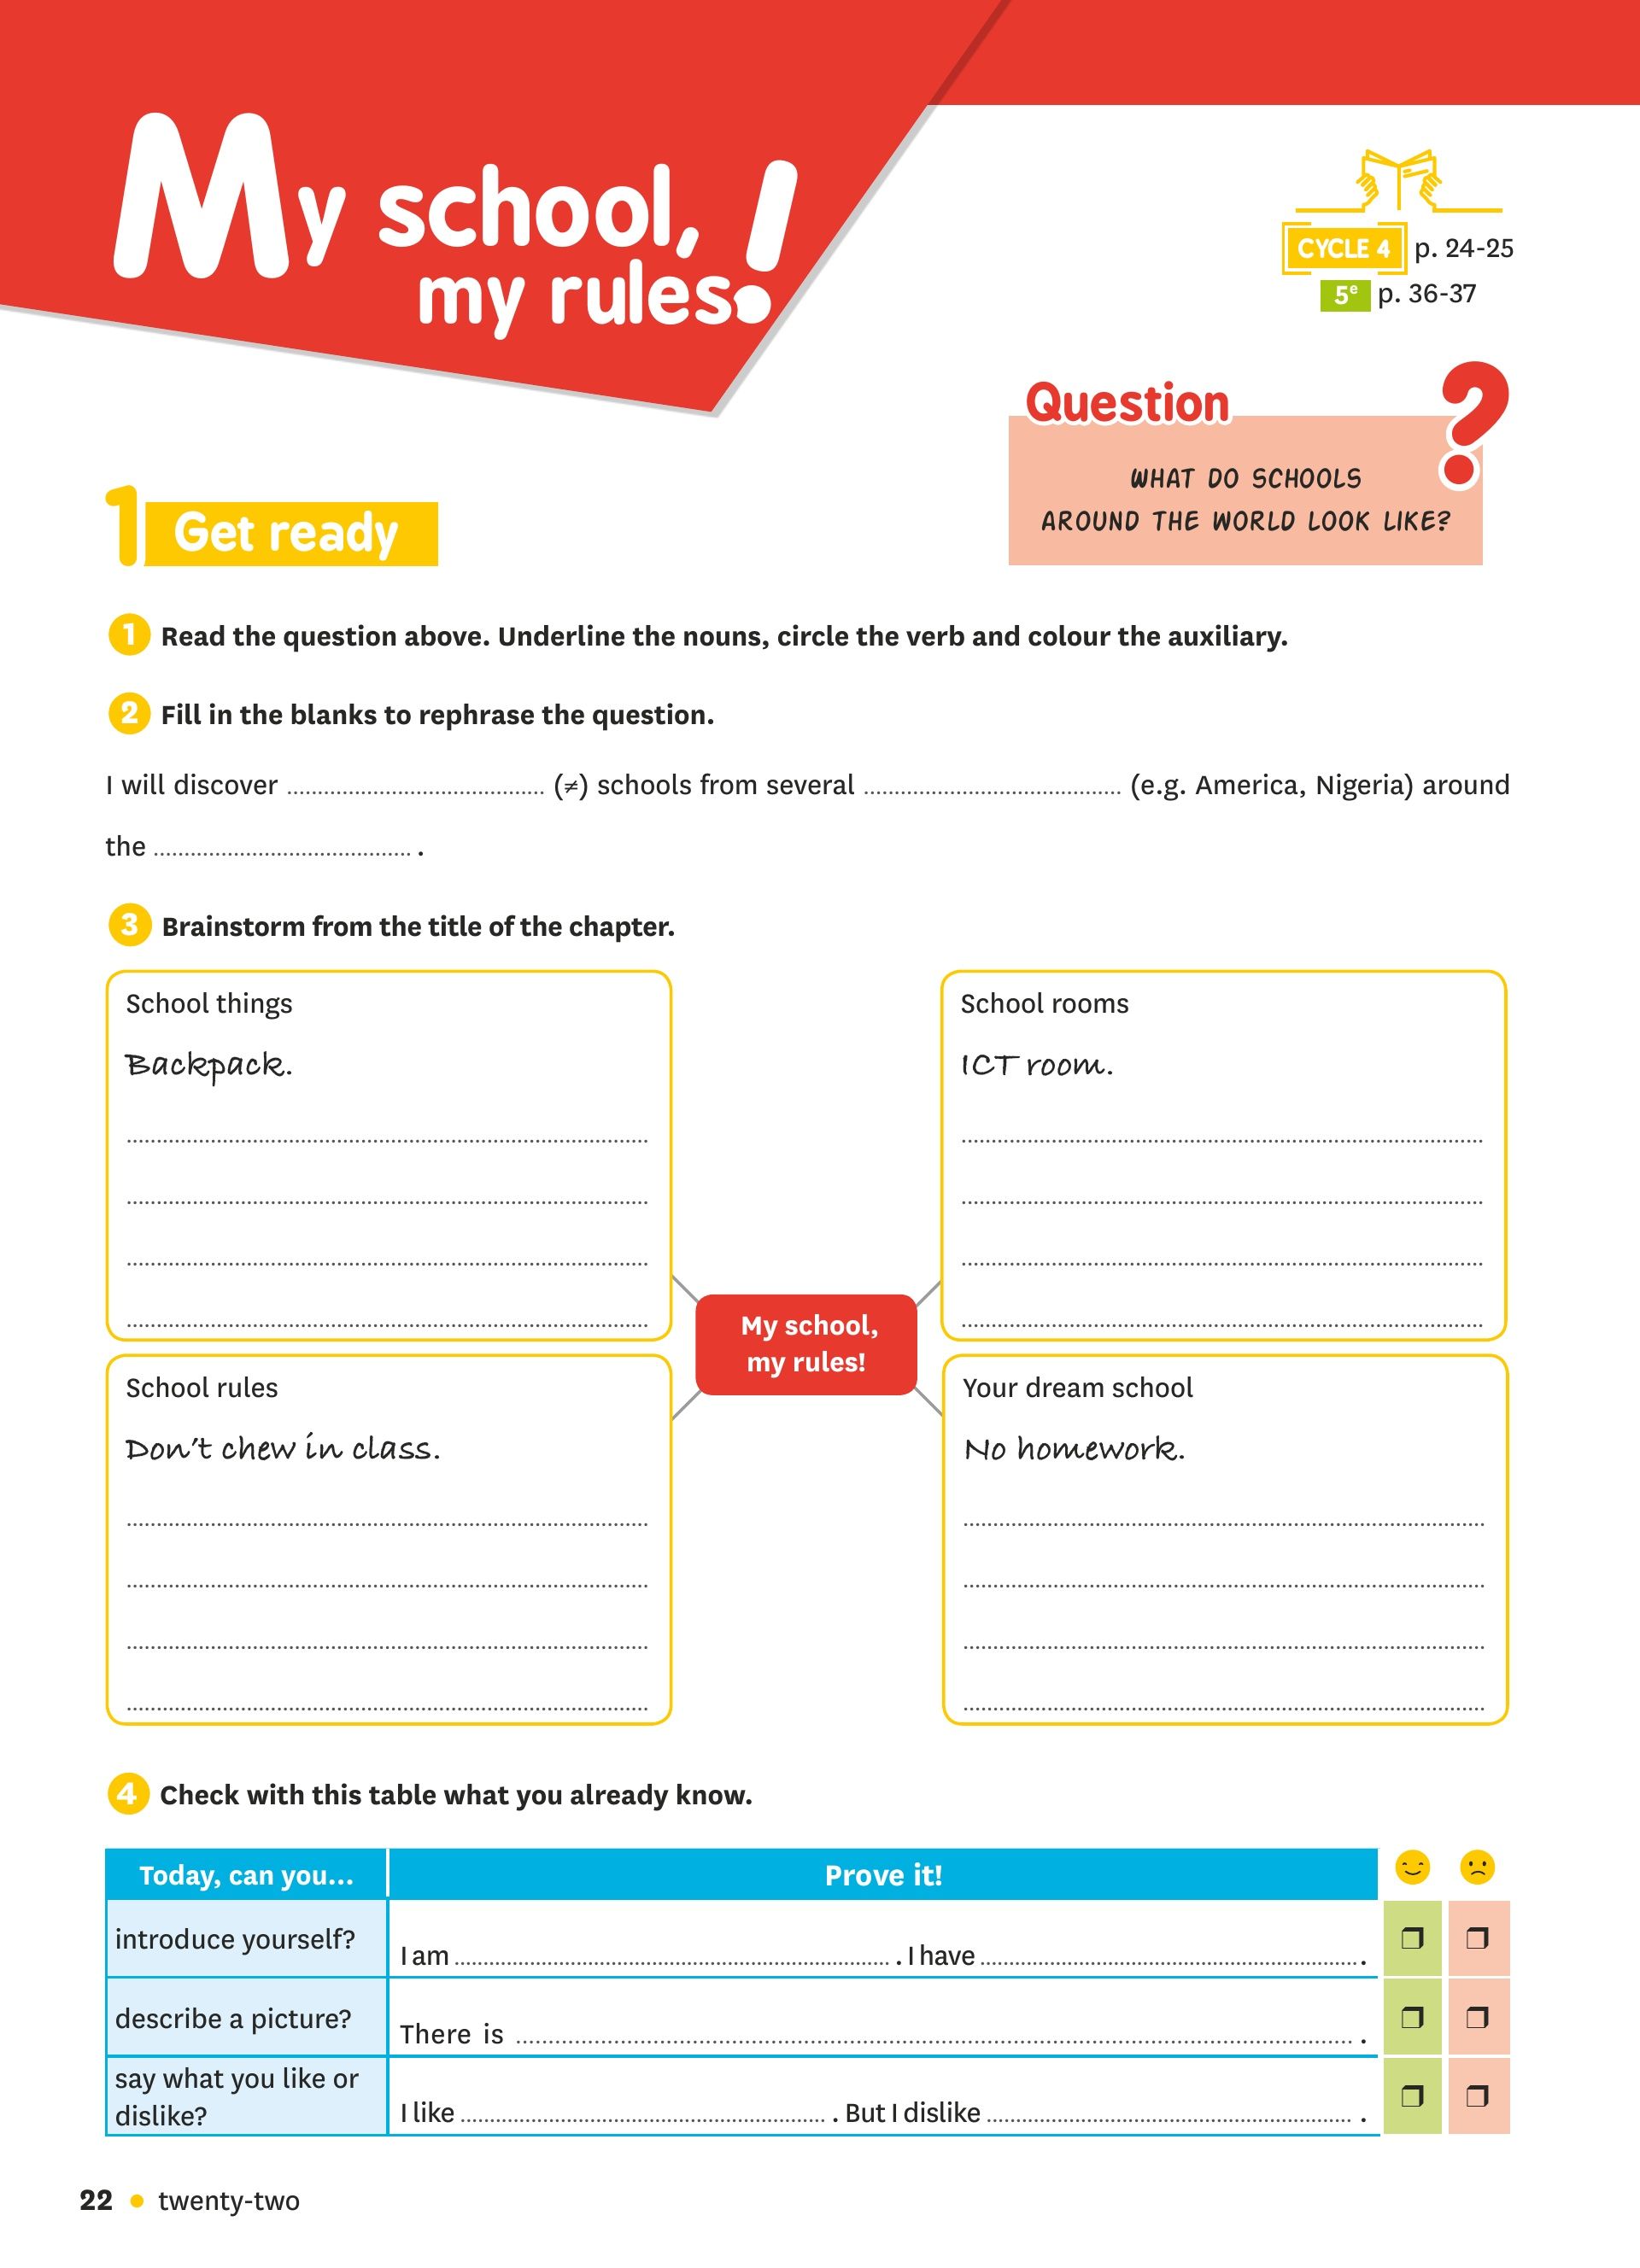 My school,
my rules!
CYCLE 4 p. 24-25
5e p. 36-37
Question ?
WHAT DO SCHOOLS
AROUND THE WORLD LOOK LIKE?
1 Get ready
1 Read the question above. Underline the nouns, circle the verb and colour the auxiliary.
2 Fill in the blanks to rephrase the question.
I will discover .......................................... (≠) schools from several .......................................... (e.g. America, Nigeria) around
the .......................................... .
3 Brainstorm from the title of the chapter.
School things
Backpack.
School rooms
ICT room.
My school,
my rules!
School rules
Don't chew in class.
Your dream school
No homework.
4 Check with this table what you already know.
Today, can you... Prove it!
introduce yourself? I am .......................................... . I have .......................................... .
describe a picture? There is .......................................... .
say what you like or
dislike? I like .......................................... . But I dislike .......................................... .
22 • twenty-two